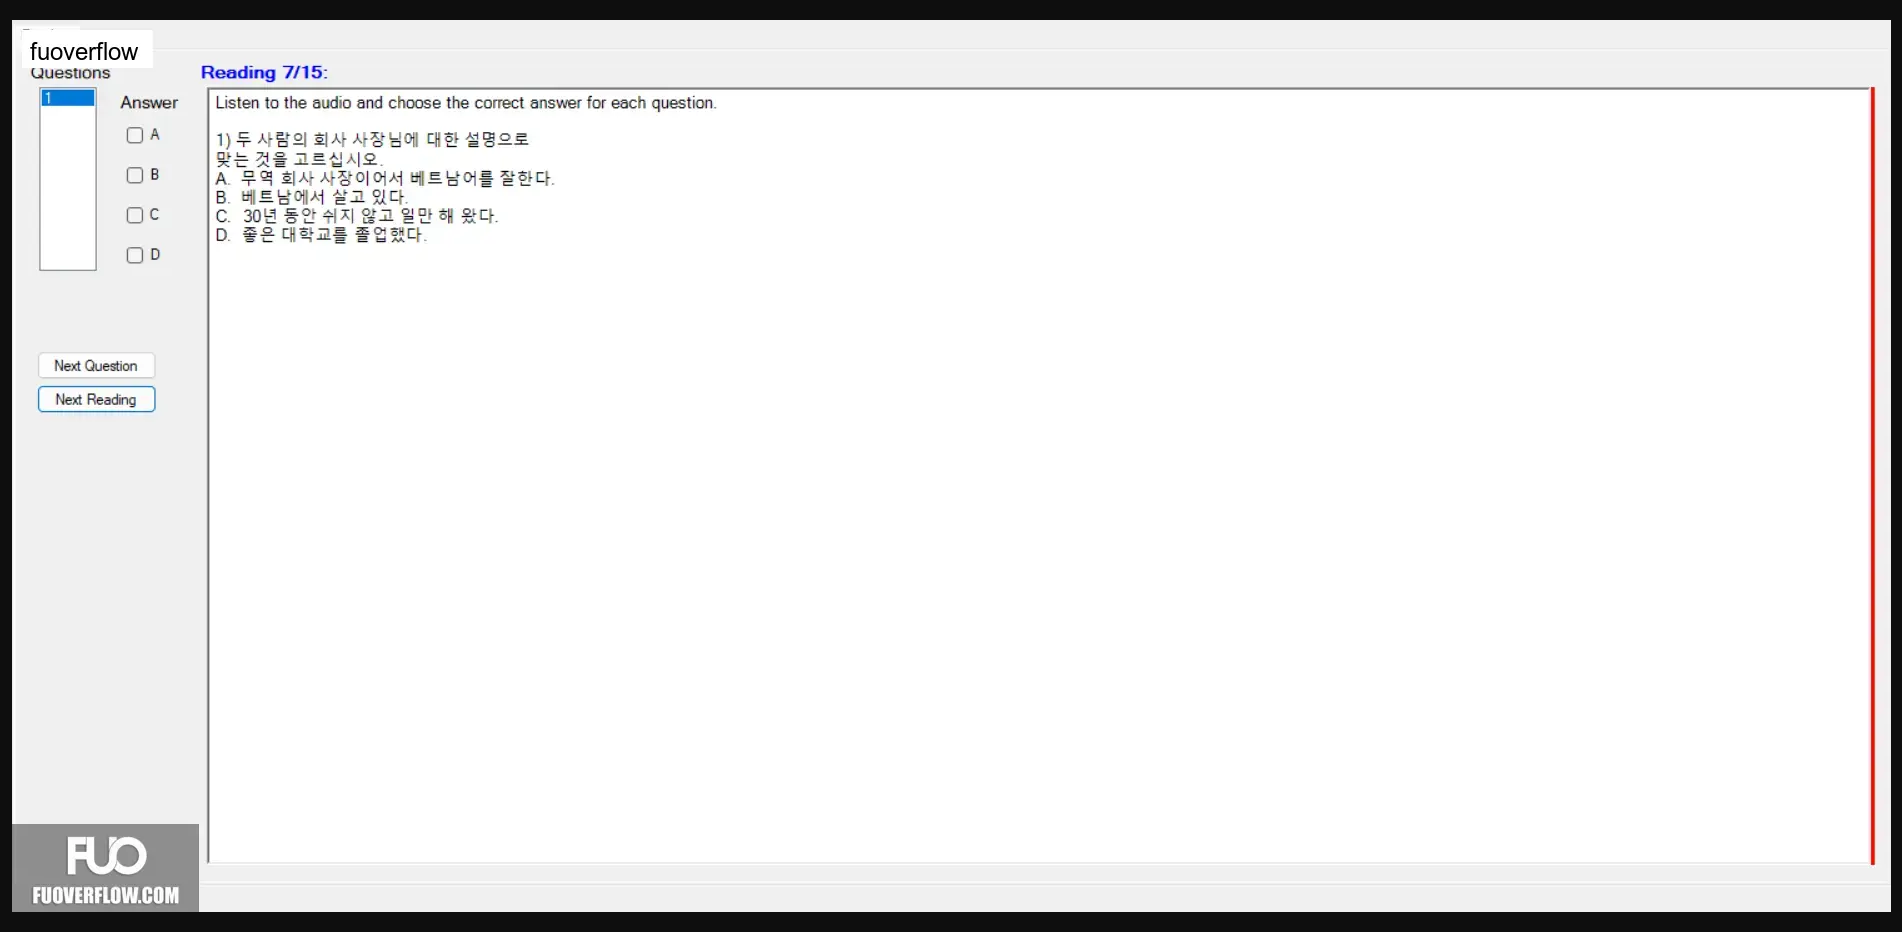 fuoverflow
Questions
Reading 7/15:
1
Answer
A
B
C
D
Next Question
Next Reading
Listen to the audio and choose the correct answer for each question.
1) 두 사람의 회사 사장님에 대한 설명으로
맞는 것을 고르십시오.
A. 무역 회사 사장이어서 베트남어를 잘한다.
B. 베트남에서 살고 있다.
C. 30년 동안 쉬지 않고 일만 해 왔다.
D. 좋은 대학교를 졸업했다.
FUO
FUOVERFLOW.COM